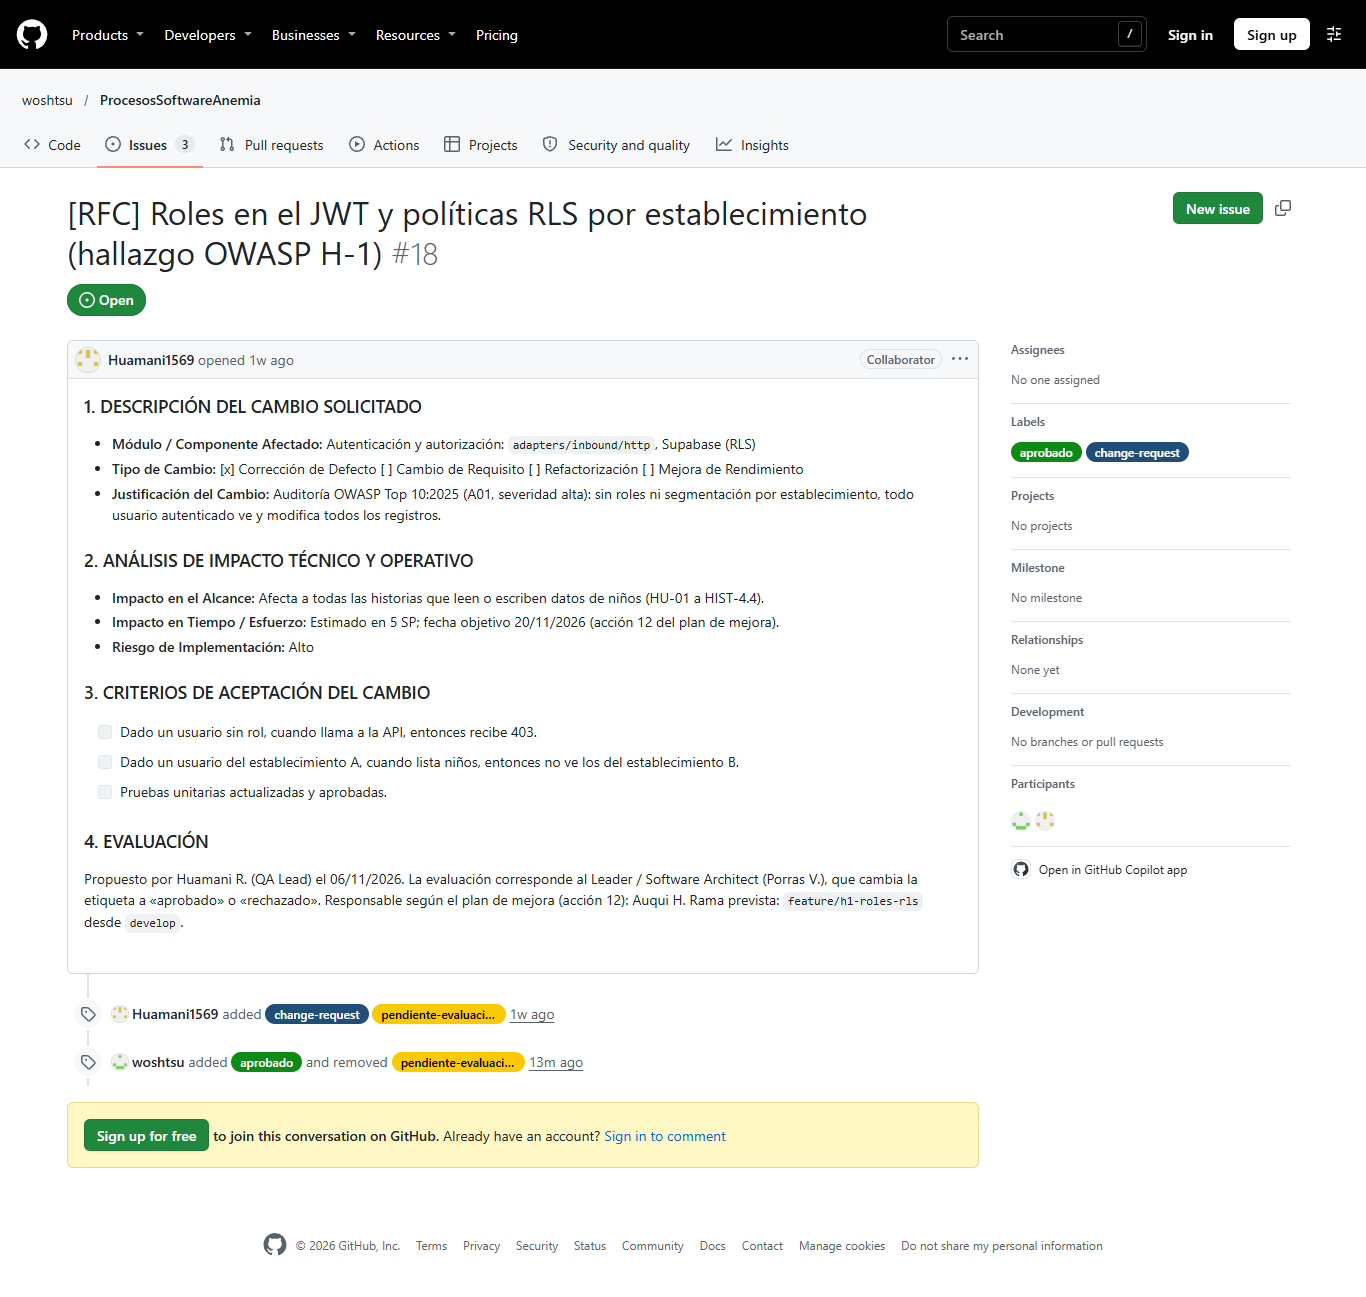 Products
Developers
Businesses
Resources
Pricing
Search
/
Sign in
Sign up
woshtsu / ProcesosSoftwareAnemia
Code
Issues 3
Pull requests
Actions
Projects
Security and quality
Insights
[RFC] Roles en el JWT y políticas RLS por establecimiento
(hallazgo OWASP H-1) #18
New issue
Open
Huamani1569 opened 1w ago
Collaborator
1. DESCRIPCIÓN DEL CAMBIO SOLICITADO
Módulo / Componente Afectado: Autenticación y autorización: adapters/inbound/http, Supabase (RLS)
Tipo de Cambio: [x] Corrección de Defecto [ ] Cambio de Requisito [ ] Refactorización [ ] Mejora de Rendimiento
Justificación del Cambio: Auditoría OWASP Top 10:2025 (A01, severidad alta): sin roles ni segmentación por establecimiento, todo
usuario autenticado ve y modifica todos los registros.
2. ANÁLISIS DE IMPACTO TÉCNICO Y OPERATIVO
Impacto en el Alcance: Afecta a todas las historias que leen o escriben datos de niños (HU-01 a HIST-4.4).
Impacto en Tiempo / Esfuerzo: Estimado en 5 SP; fecha objetivo 20/11/2026 (acción 12 del plan de mejora).
Riesgo de Implementación: Alto
3. CRITERIOS DE ACEPTACIÓN DEL CAMBIO
Dado un usuario sin rol, cuando llama a la API, entonces recibe 403.
Dado un usuario del establecimiento A, cuando lista niños, entonces no ve los del establecimiento B.
Pruebas unitarias actualizadas y aprobadas.
4. EVALUACIÓN
Propuesto por Huamani R. (QA Lead) el 06/11/2026. La evaluación corresponde al Leader / Software Architect (Porras V.), que cambia la
etiqueta a «aprobado» o «rechazado». Responsable según el plan de mejora (acción 12): Auqui H. Rama prevista: feature/h1-roles-rls
desde develop.
Huamani1569 added change-request pendiente-evaluaci... 1w ago
woshtsu added aprobado and removed pendiente-evaluaci... 13m ago
Sign up for free to join this conversation on GitHub. Already have an account? Sign in to comment
Assignees
No one assigned
Labels
aprobado change-request
Projects
No projects
Milestone
No milestone
Relationships
None yet
Development
No branches or pull requests
Participants
Open in GitHub Copilot app
© 2026 GitHub, Inc.
Terms
Privacy
Security
Status
Community
Docs
Contact
Manage cookies
Do not share my personal information